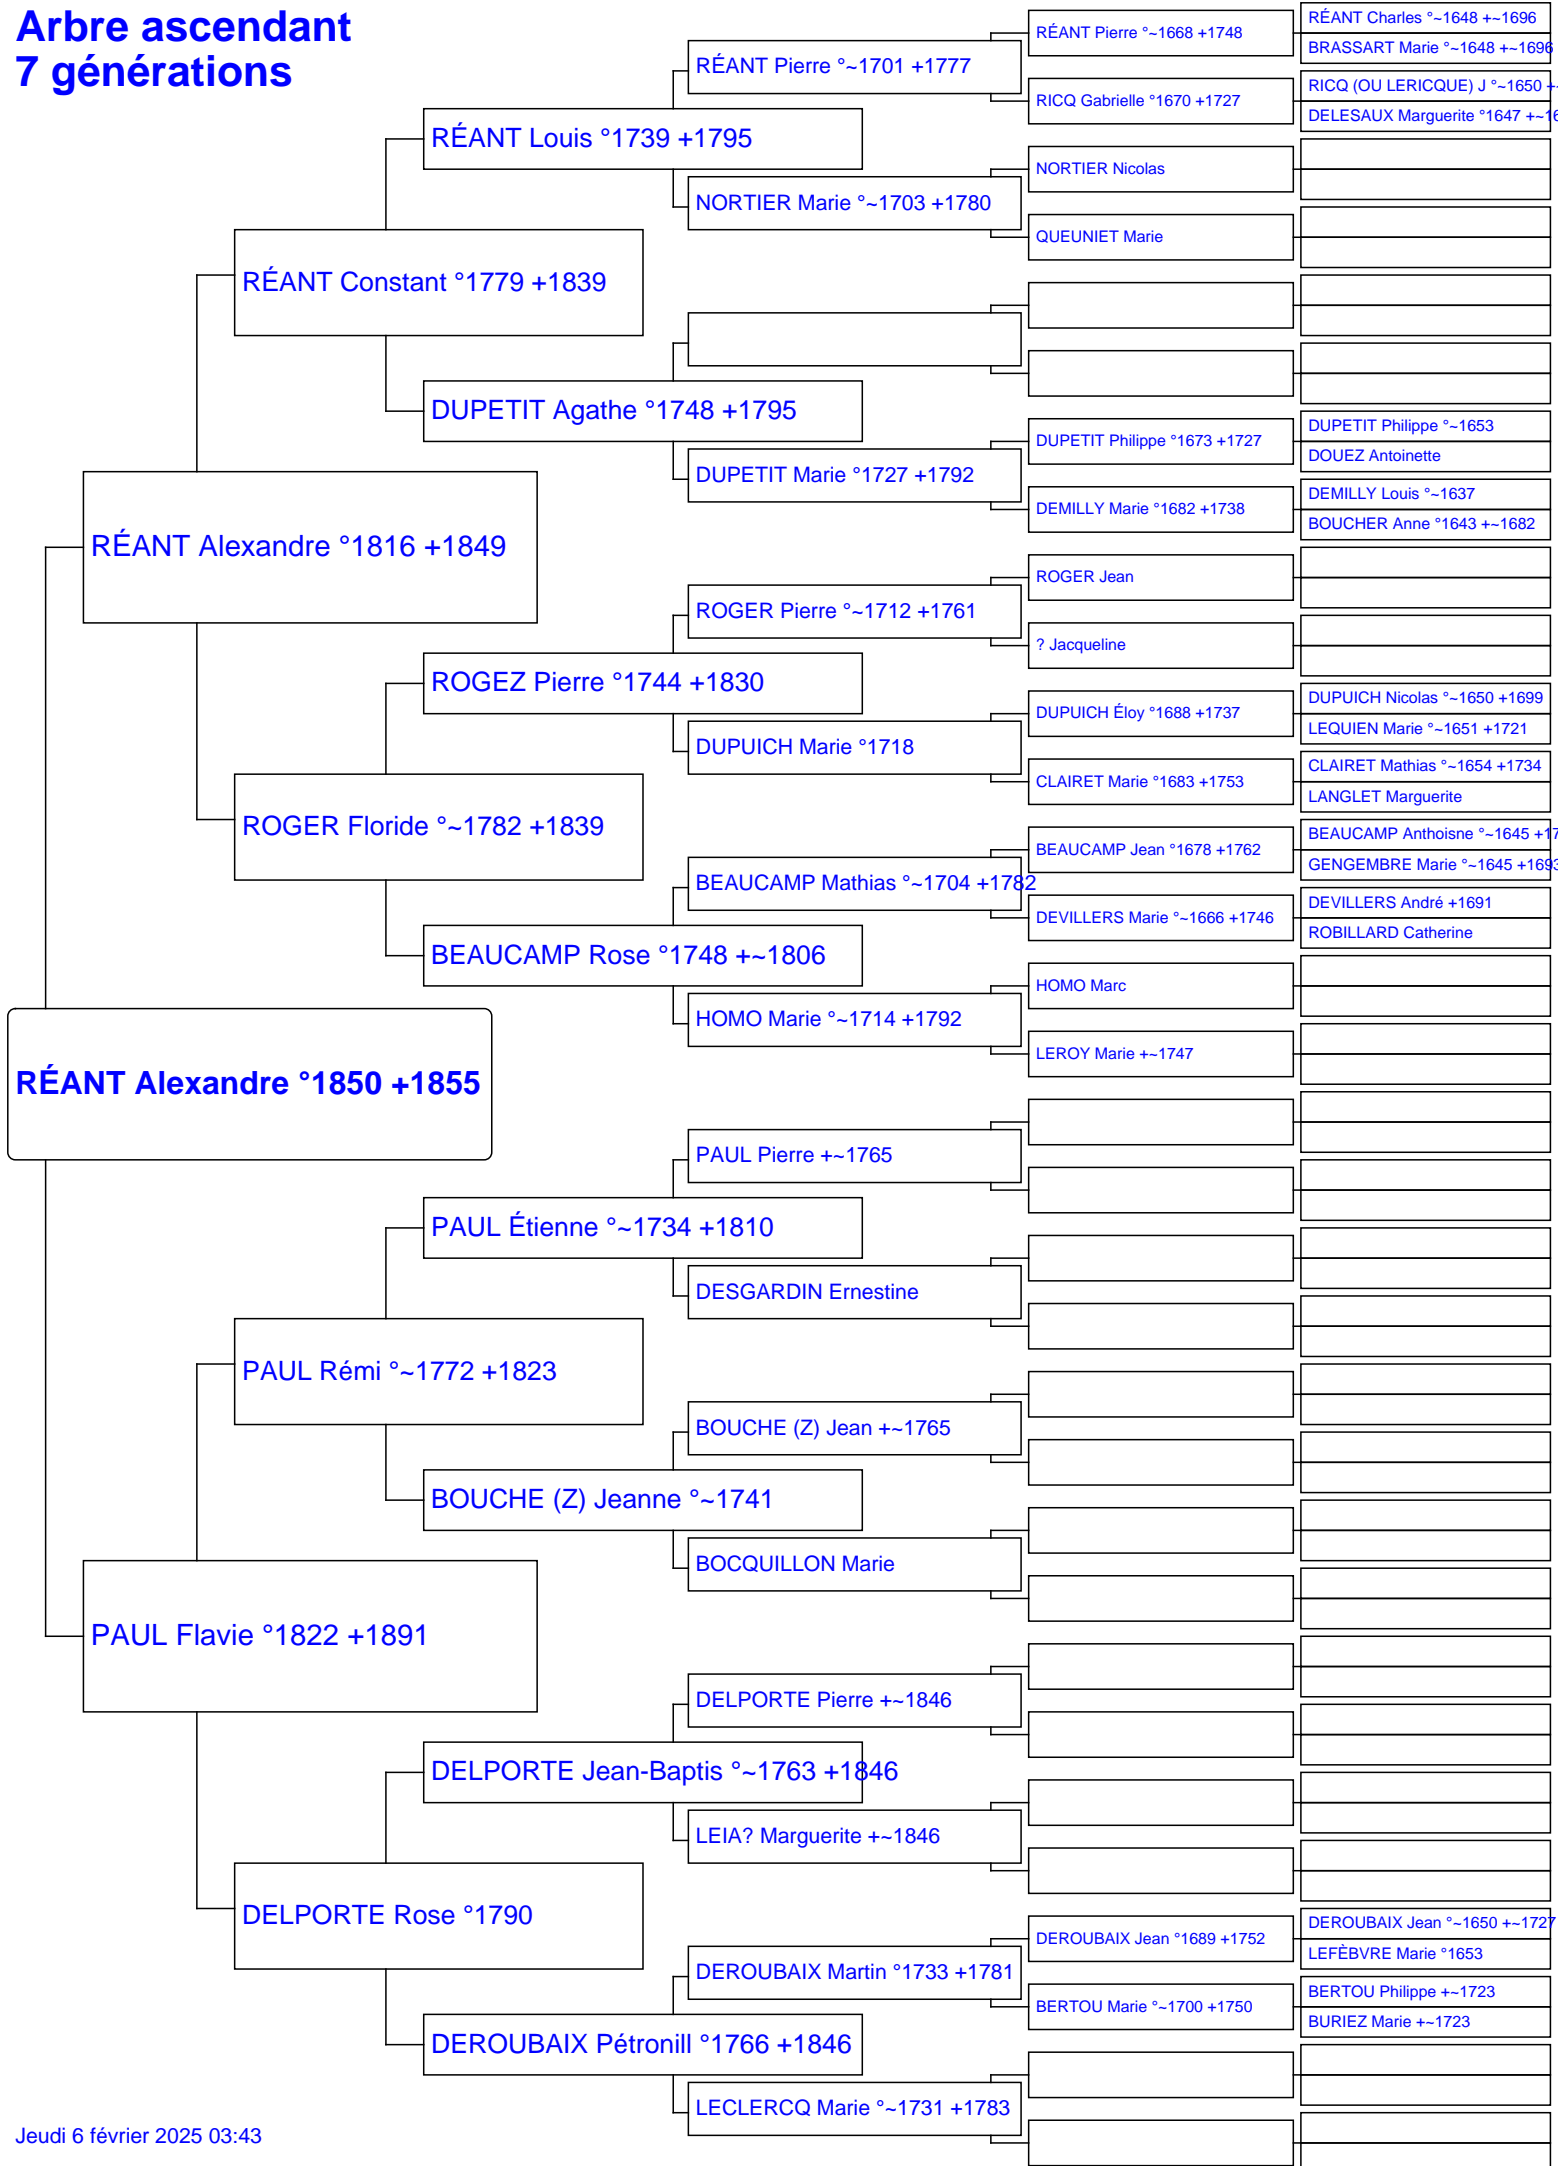 Arbre ascendant
7 générations
RÉANT Alexandre °1850 +1855
RÉANT Alexandre °1816 +1849
PAUL Flavie °1822 +1891
RÉANT Constant °1779 +1839
ROGER Floride °~1782 +1839
PAUL Rémi °~1772 +1823
DELPORTE Rose °1790
RÉANT Louis °1739 +1795
DUPETIT Agathe °1748 +1795
ROGEZ Pierre °1744 +1830
BEAUCAMP Rose °1748 +~1806
PAUL Étienne °~1734 +1810
BOUCHE (Z) Jeanne °~1741
DELPORTE Jean-Baptis °~1763 +1846
DEROUBAIX Pétronill °1766 +1846
RÉANT Pierre °~1701 +1777
NORTIER Marie °~1703 +1780
DUPETIT Marie °1727 +1792
ROGER Pierre °~1712 +1761
DUPUICH Marie °1718
BEAUCAMP Mathias °~1704 +1782
HOMO Marie °~1714 +1792
PAUL Pierre +~1765
DESGARDIN Ernestine
BOUCHE (Z) Jean +~1765
BOCQUILLON Marie
DELPORTE Pierre +~1846
LEIA? Marguerite +~1846
DEROUBAIX Martin °1733 +1781
LECLERCQ Marie °~1731 +1783
RÉANT Pierre °~1668 +1748
RICQ Gabrielle °1670 +1727
NORTIER Nicolas
QUEUNIET Marie
DUPETIT Philippe °1673 +1727
DEMILLY Marie °1682 +1738
ROGER Jean
? Jacqueline
DUPUICH Éloy °1688 +1737
CLAIRET Marie °1683 +1753
BEAUCAMP Jean °1678 +1762
DEVILLERS Marie °~1666 +1746
HOMO Marc
LEROY Marie +~1747
DEROUBAIX Jean °1689 +1752
BERTOU Marie °~1700 +1750
RÉANT Charles °~1648 +~1696
BRASSART Marie °~1648 +~1696
RICQ (OU LERICQUE) J °~1650 +
DELESAUX Marguerite °1647 +~16
DUPETIT Philippe °~1653
DOUEZ Antoinette
DEMILLY Louis °~1637
BOUCHER Anne °1643 +~1682
DUPUICH Nicolas °~1650 +1699
LEQUIEN Marie °~1651 +1721
CLAIRET Mathias °~1654 +1734
LANGLET Marguerite
BEAUCAMP Anthoisne °~1645 +17
GENGEMBRE Marie °~1645 +1693
DEVILLERS André +1691
ROBILLARD Catherine
DEROUBAIX Jean °~1650 +~1727
LEFÈBVRE Marie °1653
BERTOU Philippe +~1723
BURIEZ Marie +~1723
Jeudi 6 février 2025 03:43